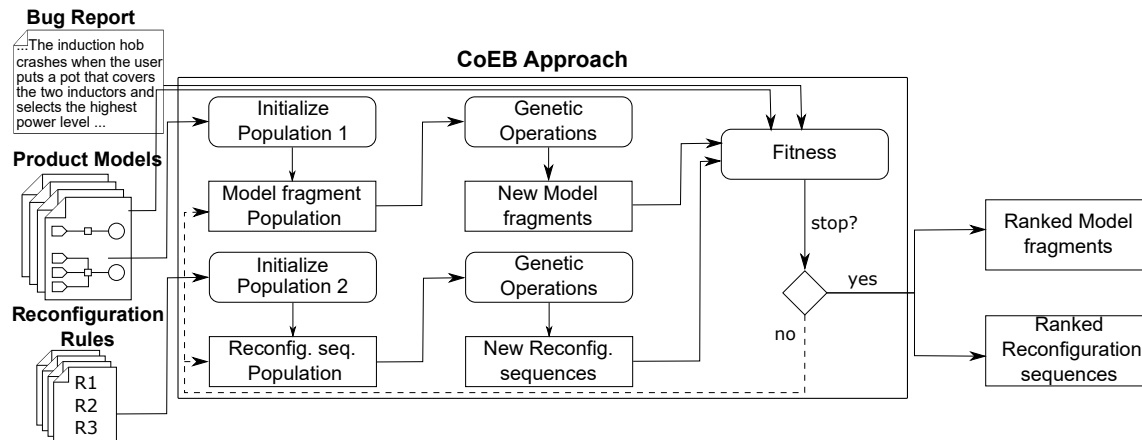 Bug Report
...The induction hob
crashes when the user
puts a pot that covers
the two inductors and
selects the highest
power level ...
Product Models
Reconfiguration
Rules
R1
R2
R3
CoEB Approach
Initialize
Population 1
Genetic
Operations
Fitness
Model fragment
Population
New Model
fragments
Initialize
Population 2
Genetic
Operations
Reconfig. seq.
Population
New Reconfig.
sequences
stop?
yes
no
Ranked Model
fragments
Ranked
Reconfiguration
sequences